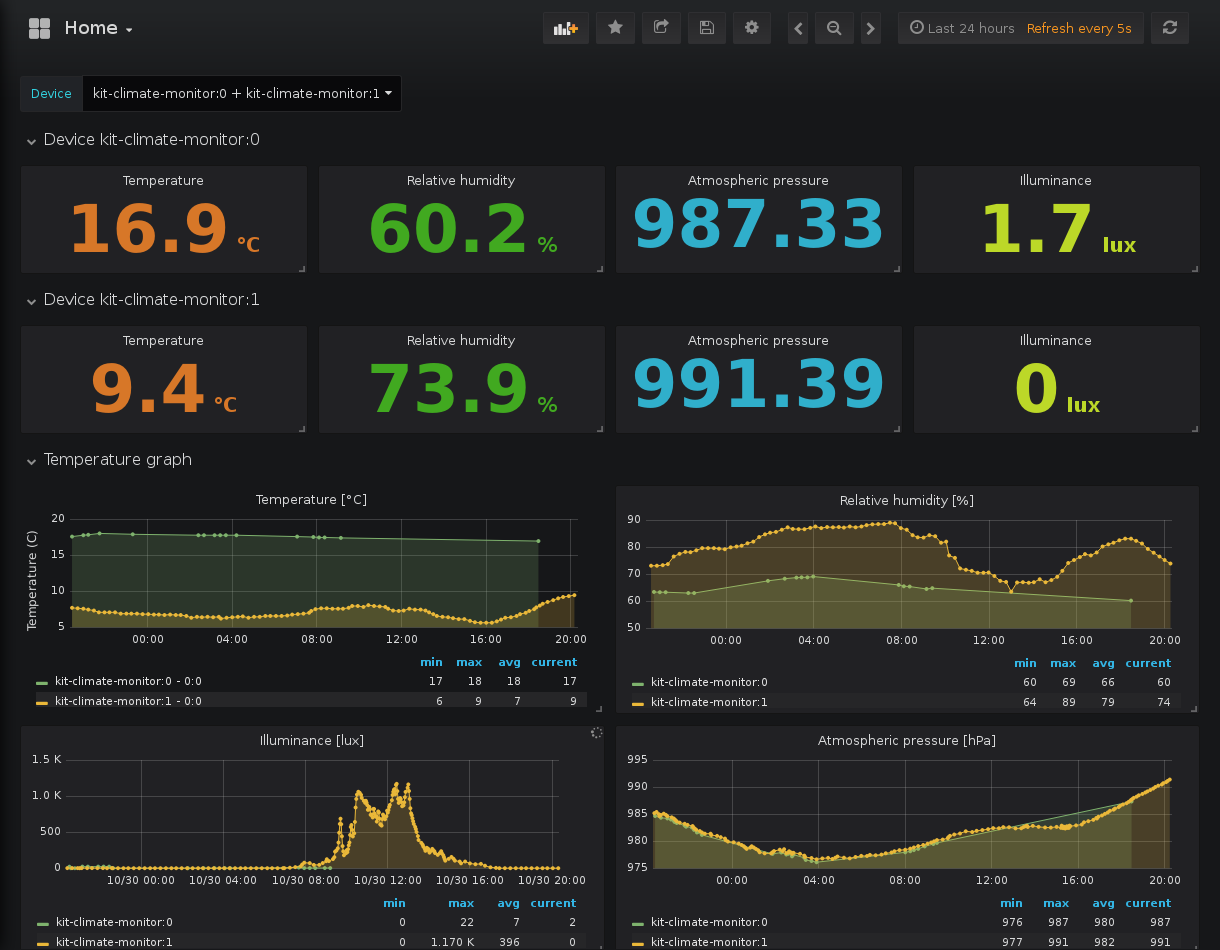 Home
Last 24 hours Refresh every 5s
Device kit-climate-monitor:0 + kit-climate-monitor:1
Device kit-climate-monitor:0
Temperature Relative humidity Atmospheric pressure Illuminance
16.9 °C 60.2 % 987.33 1.7 lux
Device kit-climate-monitor:1
Temperature Relative humidity Atmospheric pressure Illuminance
9.4 °C 73.9 % 991.39 0 lux
Temperature graph
Temperature [°C]
Temperature (C)
20
15
10
5
00:00 04:00 08:00 12:00 16:00 20:00
min max avg current
kit-climate-monitor:0 - 0:0 17 18 18 17
kit-climate-monitor:1 - 0:0 6 9 7 9
Relative humidity [%]
90
80
70
60
50
00:00 04:00 08:00 12:00 16:00 20:00
min max avg current
kit-climate-monitor:0 60 69 66 60
kit-climate-monitor:1 64 89 79 74
Illuminance [lux]
1.5 K
1.0 K
500
0
10/30 00:00 10/30 04:00 10/30 08:00 10/30 12:00 10/30 16:00 10/30 20:00
min max avg current
kit-climate-monitor:0 0 22 7 2
kit-climate-monitor:1 0 1.170 K 396 0
Atmospheric pressure [hPa]
995
990
985
980
975
00:00 04:00 08:00 12:00 16:00 20:00
min max avg current
kit-climate-monitor:0 976 987 980 987
kit-climate-monitor:1 977 991 982 991